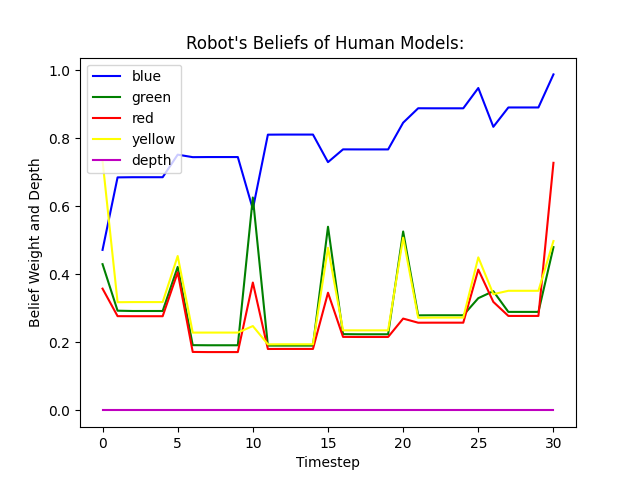 Robot's Beliefs of Human Models:
blue
green
red
yellow
depth
Belief Weight and Depth
1.0
0.8
0.6
0.4
0.2
0.0
0 5 10 15 20 25 30
Timestep